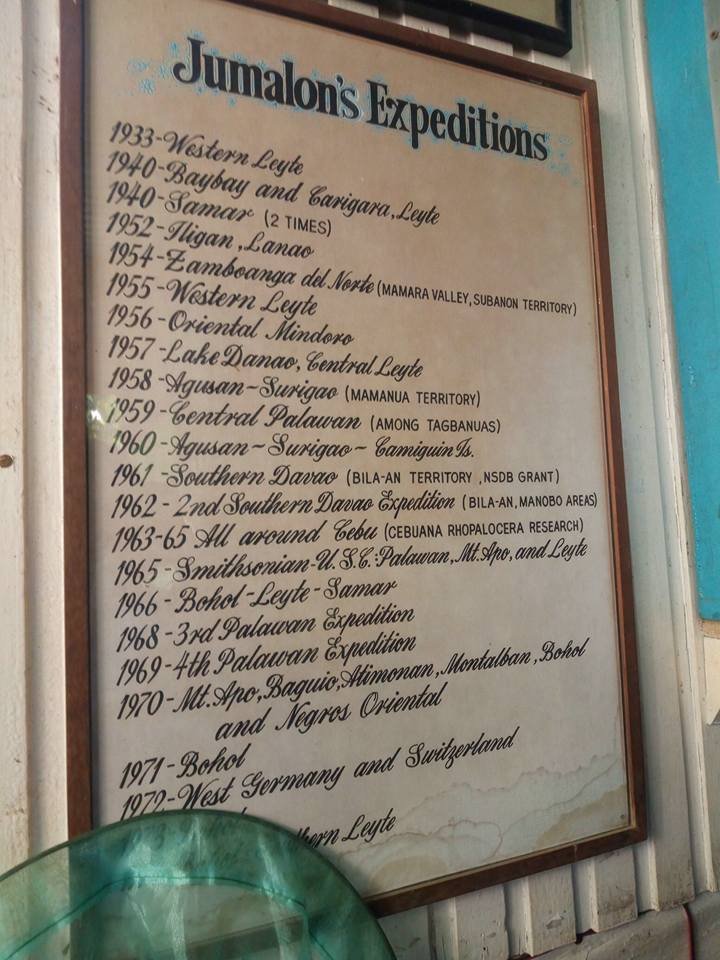 Jumalon's Expeditions
1933-Western Leyte
1940-Baybay and Carigara, Leyte
1940-Samar (2 TIMES)
1952-Iligan, Lanao
1954-Zamboanga del Norte (MAMARA VALLEY, SUBANON TERRITORY)
1955-Western Leyte
1956-Oriental Mindoro
1957-Lake Danao, Central Leyte
1958-Agusan-Surigao (MAMANUA TERRITORY)
1959-Central Palawan (AMONG TAGBANUAS)
1960-Agusan~Surigao~Camiguin Is.
1961-Southern Davao (BILA-AN TERRITORY, NSDB GRANT)
1962-2nd Southern Davao Expedition (BILA-AN, MANOBO AREAS)
1963-65 All around Cebu (CEBUANA RHOPALOCERA RESEARCH)
1965-Smithsonian-U.S.C.:Palawan, Mt. Apo, and Leyte
1966-Bohol-Leyte-Samar
1968-3rd Palawan Expedition
1969-4th Palawan Expedition
1970-Mt. Apo, Baguio, Atimonan, Montalban, Bohol
and Negros Oriental
1971-Bohol
1972-West Germany and Switzerland
Leyte